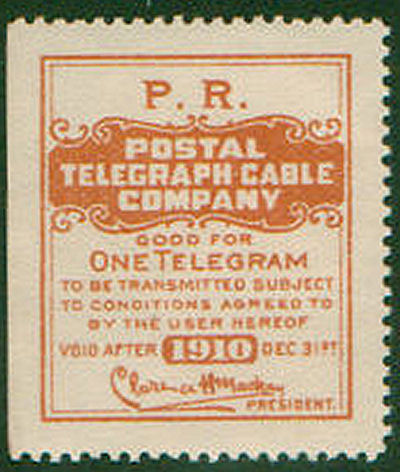 P. R.
POSTAL
TELEGRAPH CABLE
COMPANY
GOOD FOR
ONE TELEGRAM
TO BE TRANSMITTED SUBJECT
TO CONDITIONS AGREED TO
BY THE USER HEREOF
VOID AFTER 1910 DEC 31ST
Clarence H Mackay
PRESIDENT.